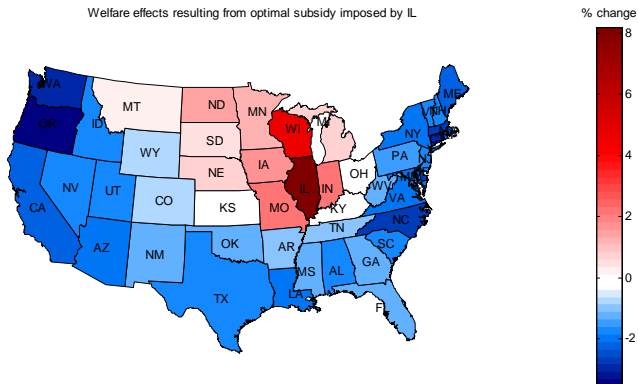 Welfare effects resulting from optimal subsidy imposed by IL
% change
8
6
4
2
0
-2
WA
MT
ND
MN
ME
OR
ID
SD
WI
MI
VT
NH
NY
WY
IA
NE
PA
NV
UT
CO
IL
IN
OH
WV
CA
KS
MO
KY
VA
AZ
NM
OK
AR
TN
NC
SC
MS
AL
GA
TX
LA